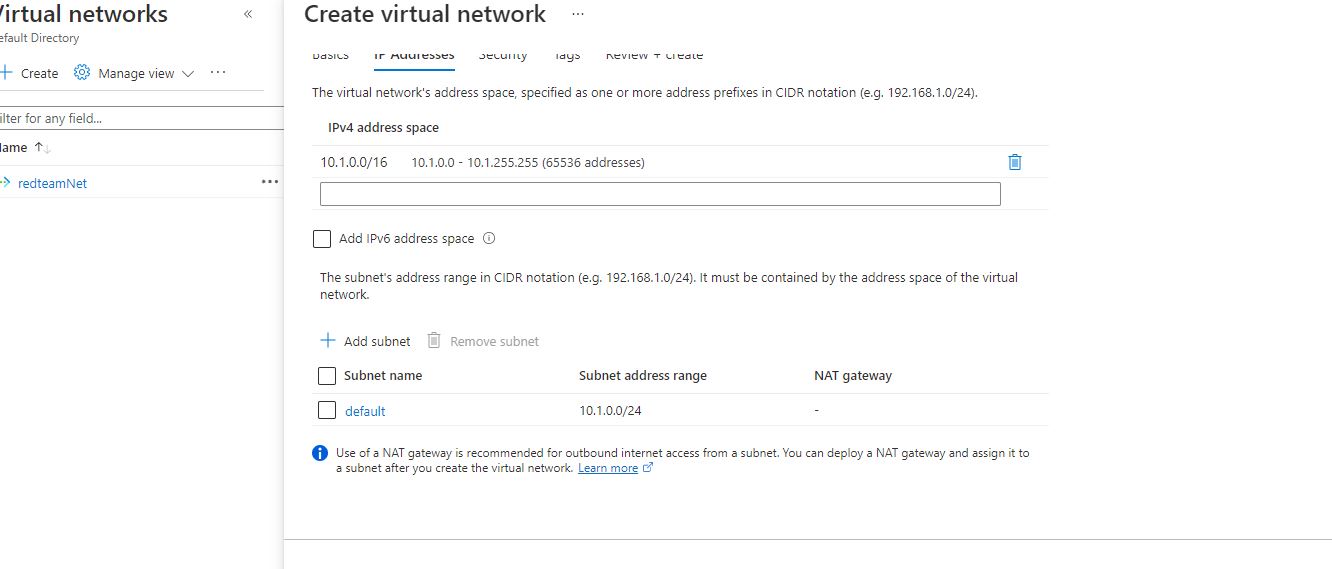 Virtual networks «
Default Directory
+ Create Manage view ...
Filter for any field...
Name ↑↓
redteamNet ...
Create virtual network ...
Basics IP Addresses Security Tags Review + create
The virtual network's address space, specified as one or more address prefixes in CIDR notation (e.g. 192.168.1.0/24).
IPv4 address space
10.1.0.0/16 10.1.0.0 - 10.1.255.255 (65536 addresses)
Add IPv6 address space
The subnet's address range in CIDR notation (e.g. 192.168.1.0/24). It must be contained by the address space of the virtual
network.
+ Add subnet Remove subnet
Subnet name Subnet address range NAT gateway
default 10.1.0.0/24 -
Use of a NAT gateway is recommended for outbound internet access from a subnet. You can deploy a NAT gateway and assign it to
a subnet after you create the virtual network. Learn more